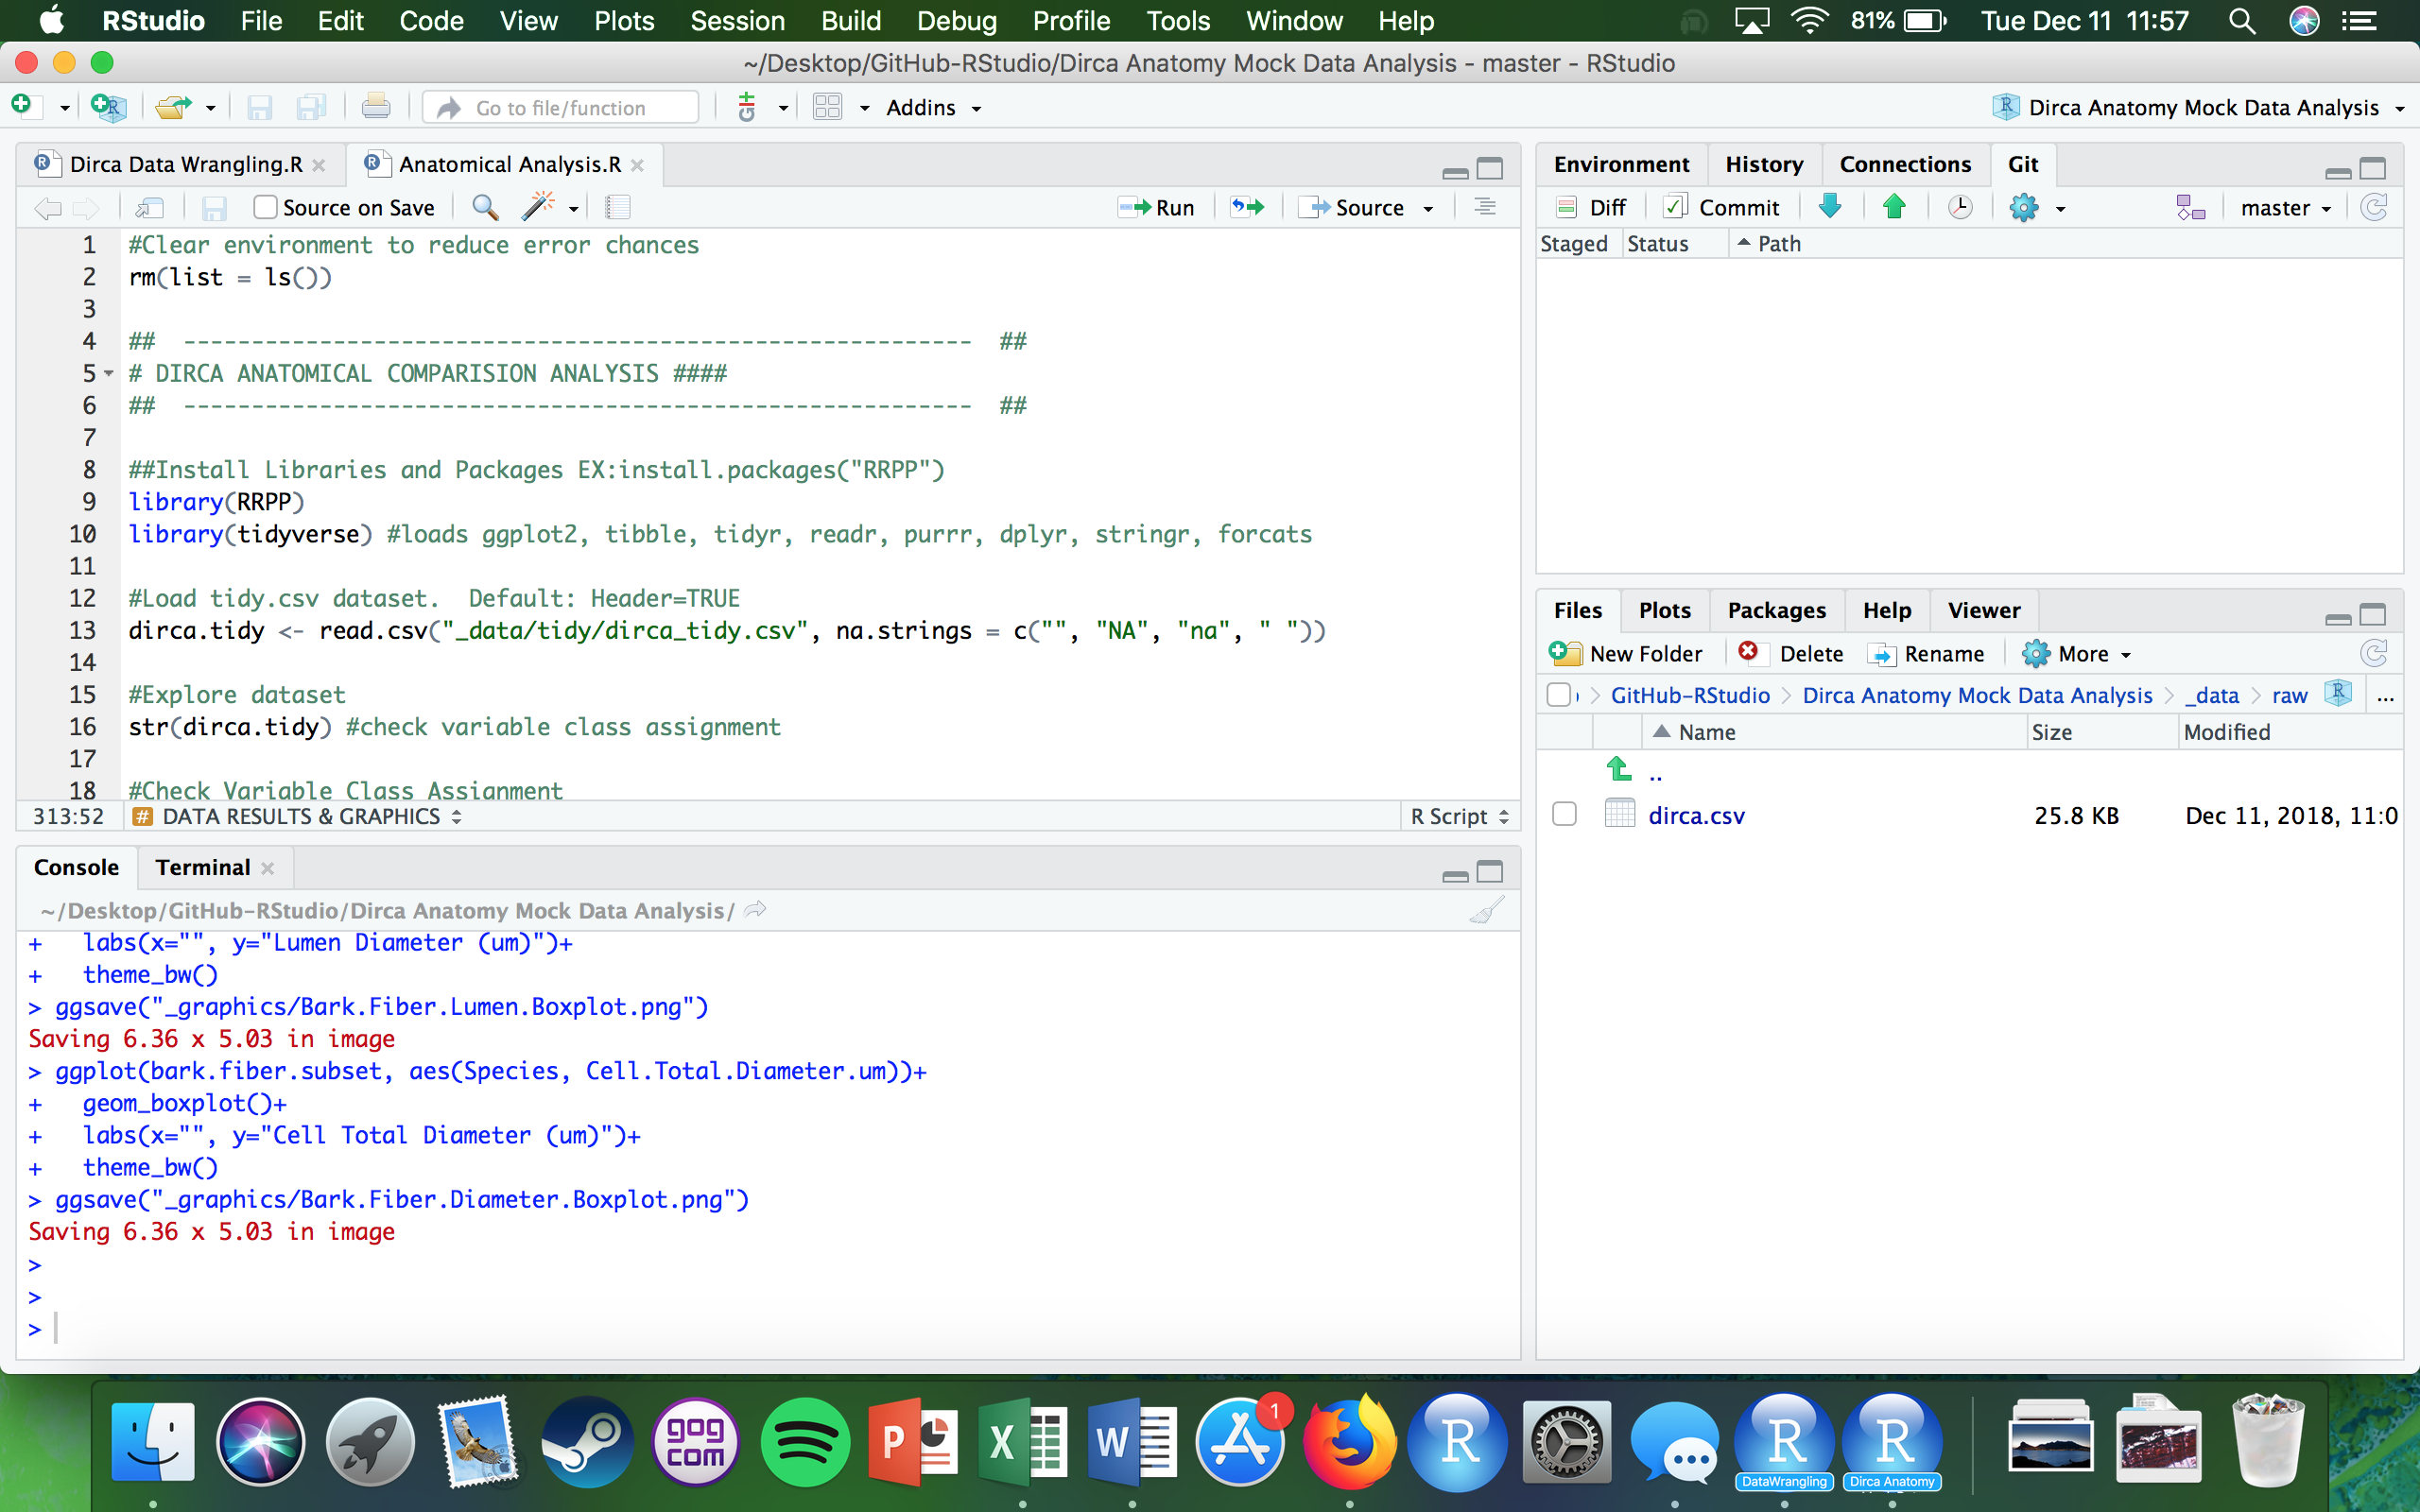 RStudio File Edit Code View Plots Session Build Debug Profile Tools Window Help 81% Tue Dec 11 11:57
~/Desktop/GitHub-RStudio/Dirca Anatomy Mock Data Analysis - master - RStudio
Go to file/function Addins Dirca Anatomy Mock Data Analysis
Dirca Data Wrangling.R Anatomical Analysis.R
Source on Save Run Source
1 #Clear environment to reduce error chances
2 rm(list = ls())
3
4 ## ---------------------------------------------------------- ##
5 # DIRCA ANATOMICAL COMPARISION ANALYSIS ####
6 ## ---------------------------------------------------------- ##
7
8 ##Install Libraries and Packages EX:install.packages("RRPP")
9 library(RRPP)
10 library(tidyverse) #loads ggplot2, tibble, tidyr, readr, purrr, dplyr, stringr, forcats
11
12 #Load tidy.csv dataset.  Default: Header=TRUE
13 dirca.tidy <- read.csv("_data/tidy/dirca_tidy.csv", na.strings = c("", "NA", "na", " "))
14
15 #Explore dataset
16 str(dirca.tidy) #check variable class assignment
17
18 #Check Variable Class Assignment
313:52 # DATA RESULTS & GRAPHICS R Script
Console Terminal
~/Desktop/GitHub-RStudio/Dirca Anatomy Mock Data Analysis/
+   labs(x="", y="Lumen Diameter (um)")+
+   theme_bw()
> ggsave("_graphics/Bark.Fiber.Lumen.Boxplot.png")
Saving 6.36 x 5.03 in image
> ggplot(bark.fiber.subset, aes(Species, Cell.Total.Diameter.um))+
+   geom_boxplot()+
+   labs(x="", y="Cell Total Diameter (um)")+
+   theme_bw()
> ggsave("_graphics/Bark.Fiber.Diameter.Boxplot.png")
Saving 6.36 x 5.03 in image
>
>
>
Environment History Connections Git
Diff Commit master
Staged Status Path
Files Plots Packages Help Viewer
New Folder Delete Rename More
GitHub-RStudio Dirca Anatomy Mock Data Analysis _data raw ...
Name Size Modified
..
dirca.csv 25.8 KB Dec 11, 2018, 11:0
gog
com
P
X
W
1
R
R
DataWrangling
R
Dirca Anatomy